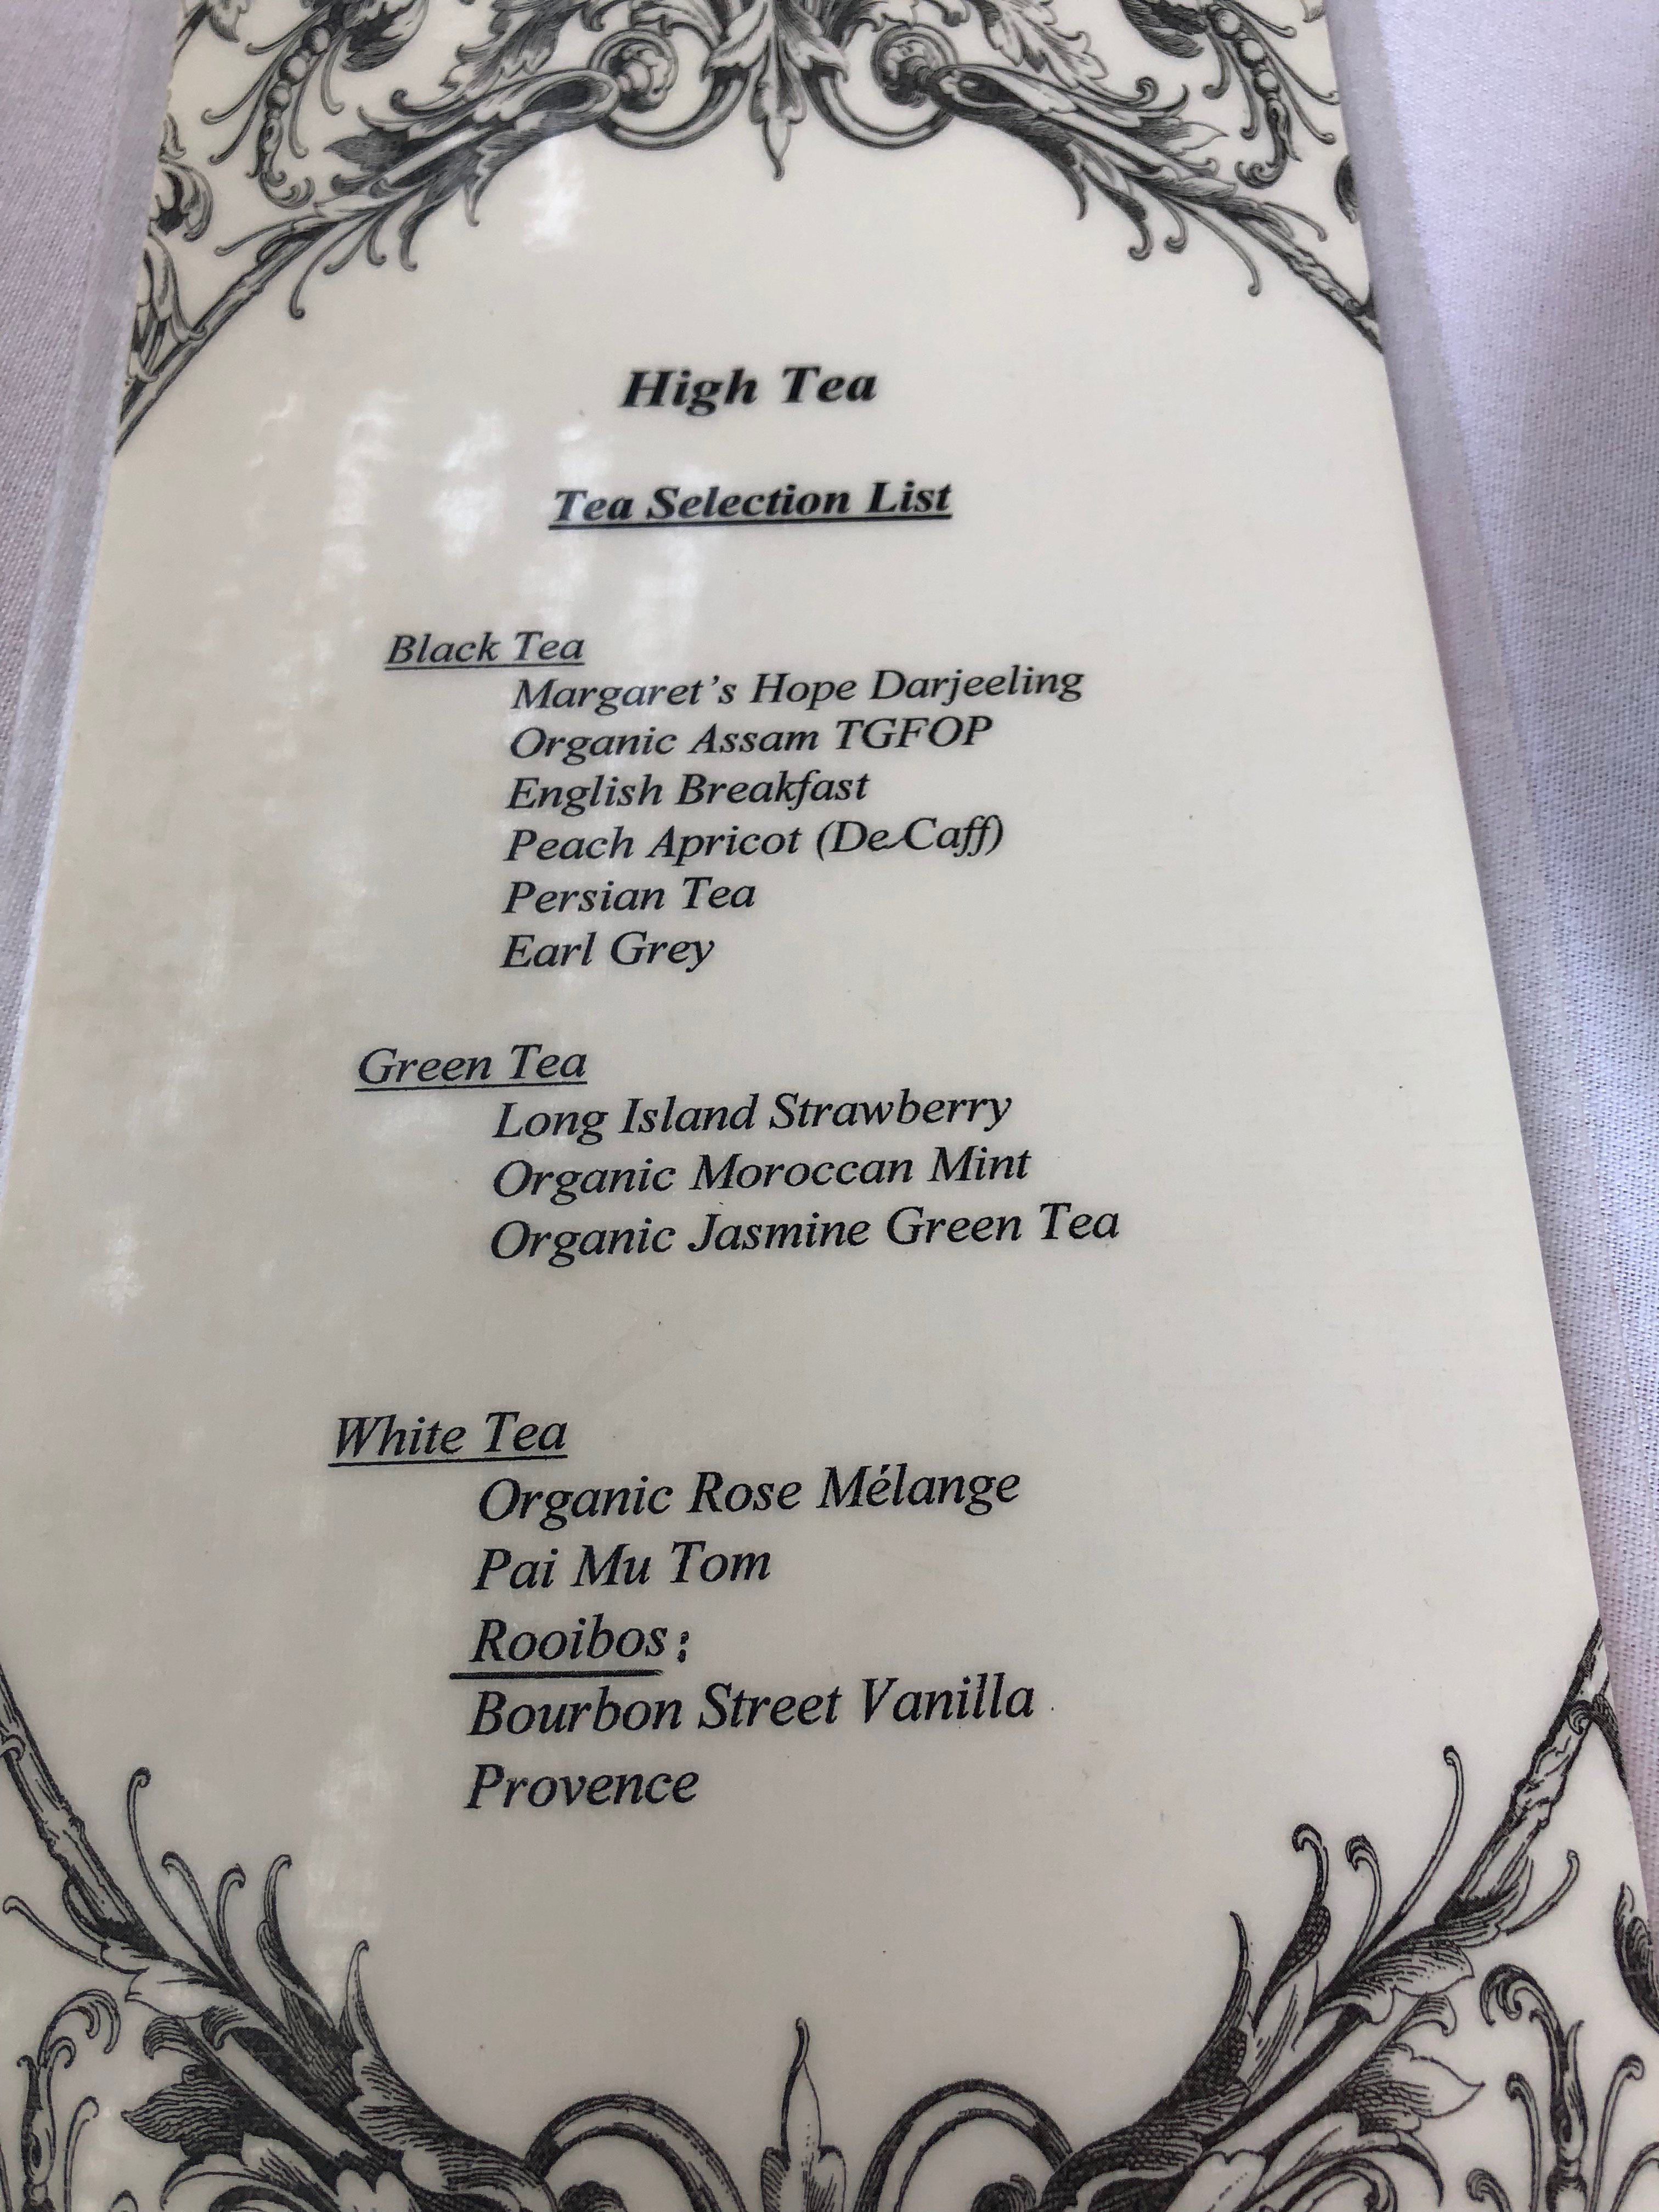 High Tea
Tea Selection List
Black Tea
Margaret's Hope Darjeeling
Organic Assam TGFOP
English Breakfast
Peach Apricot (De-Caff)
Persian Tea
Earl Grey
Green Tea
Long Island Strawberry
Organic Moroccan Mint
Organic Jasmine Green Tea
White Tea
Organic Rose Mélange
Pai Mu Tom
Rooibos:
Bourbon Street Vanilla
Provence